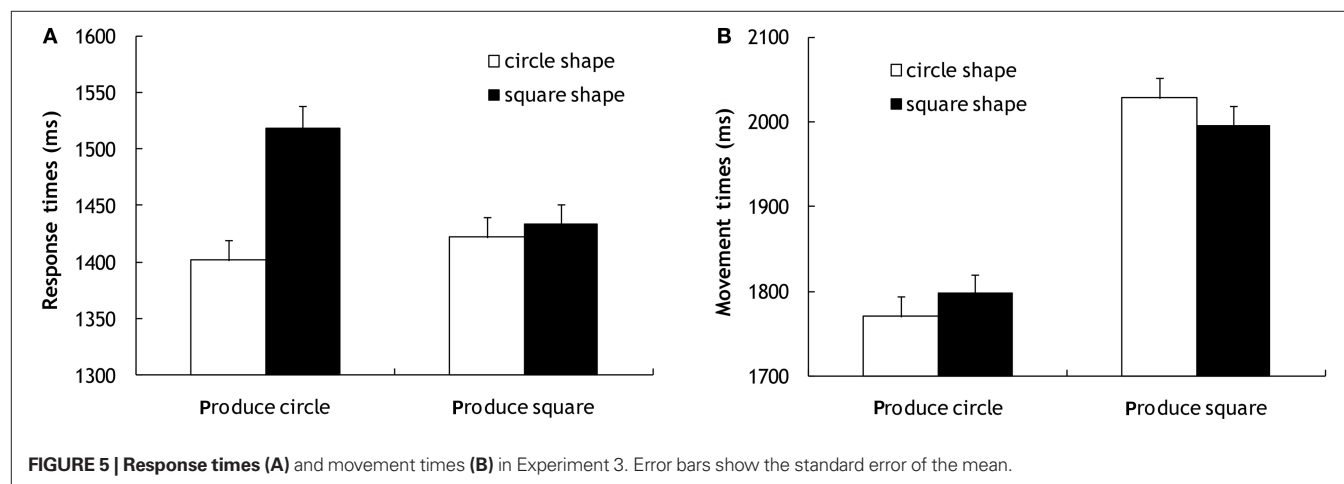 A
1600
1550
1500
1450
1400
1350
1300
Response times (ms)
circle shape
square shape
Produce circle
Produce square
B
2100
2000
1900
1800
1700
Movement times (ms)
circle shape
square shape
Produce circle
Produce square
FIGURE 5 | Response times (A) and movement times (B) in Experiment 3. Error bars show the standard error of the mean.